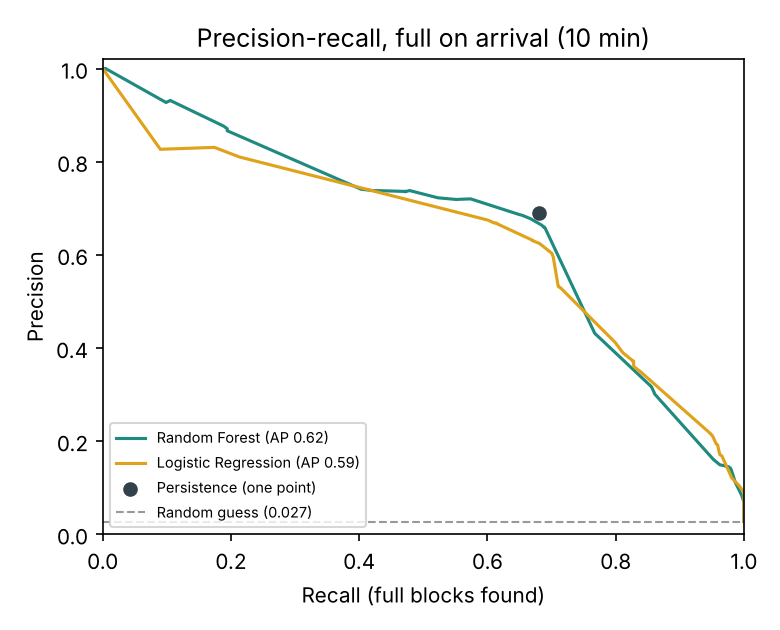 Precision-recall, full on arrival (10 min)
Precision
1.0
0.8
0.6
0.4
0.2
0.0
Random Forest (AP 0.62)
Logistic Regression (AP 0.59)
Persistence (one point)
Random guess (0.027)
0.0 0.2 0.4 0.6 0.8 1.0
Recall (full blocks found)